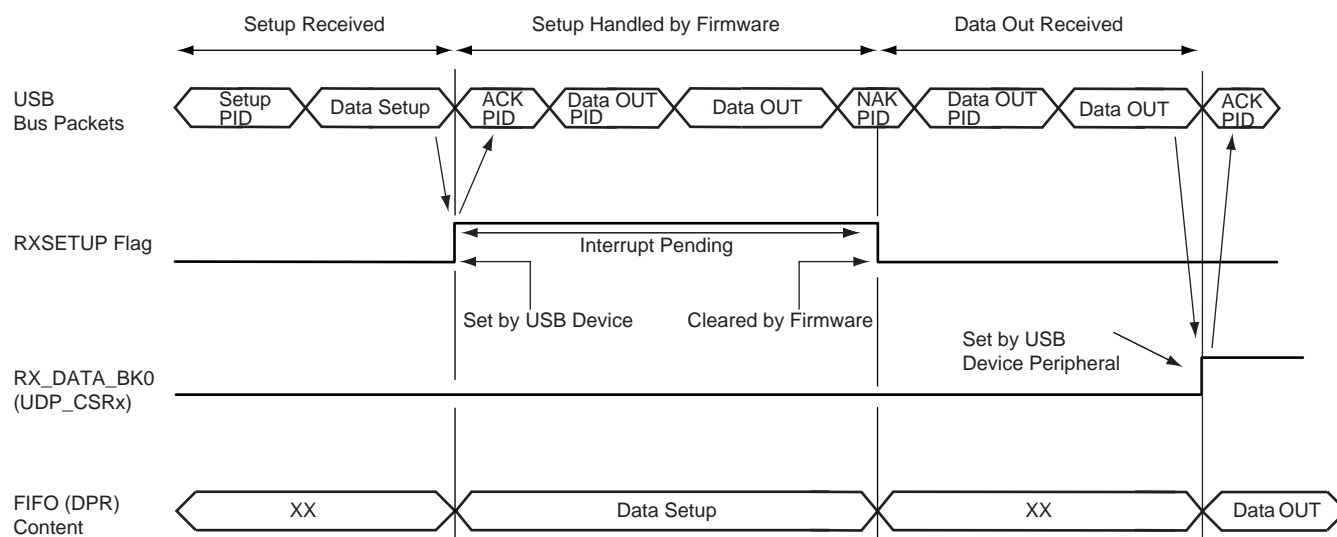 Setup Received
Setup Handled by Firmware
Data Out Received
USB
Bus Packets
Setup
PID
Data Setup
ACK
PID
Data OUT
PID
Data OUT
NAK
PID
Data OUT
PID
Data OUT
ACK
PID
RXSETUP Flag
Interrupt Pending
Set by USB Device
Cleared by Firmware
Set by USB
Device Peripheral
RX_DATA_BK0
(UDP_CSRx)
FIFO (DPR)
Content
XX
Data Setup
XX
Data OUT